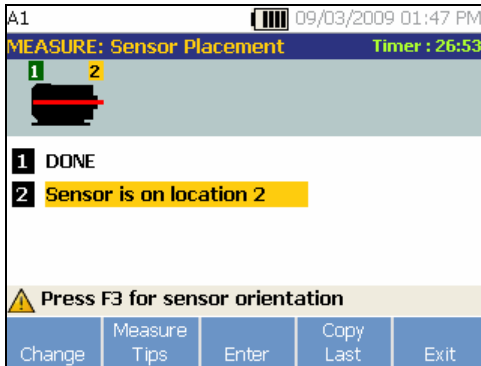 A1 09/03/2009 01:47 PM
MEASURE: Sensor Placement Timer : 26:53
1 2
1 DONE
2 Sensor is on location 2
Press F3 for sensor orientation
Change Measure Tips Enter Copy Last Exit